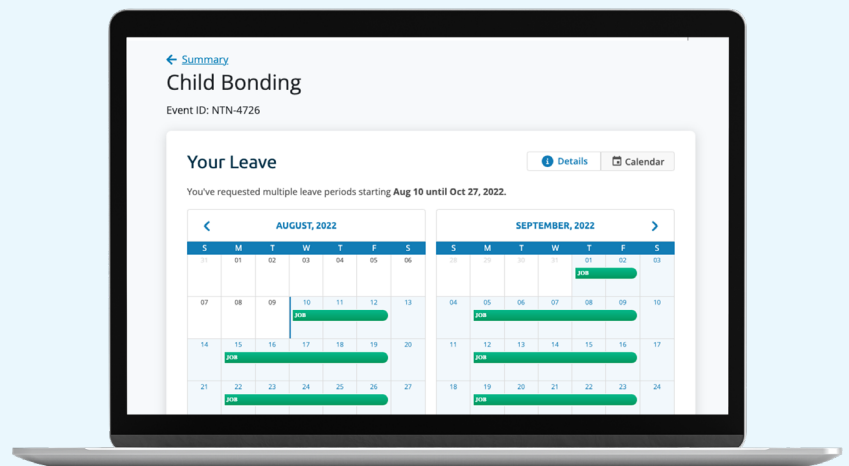 Summary
Child Bonding
Event ID: NTN-4726
Your Leave
Details
Calendar
You've requested multiple leave periods starting Aug 10 until Oct 27, 2022.
AUGUST, 2022
S M T W T F S
31 01 02 03 04 05 06
07 08 09 10 11 12 13
JOB
14 15 16 17 18 19 20
JOB
21 22 23 24 25 26 27
JOB
SEPTEMBER, 2022
S M T W T F S
28 29 30 31 01 02 03
JOB
04 05 06 07 08 09 10
JOB
11 12 13 14 15 16 17
JOB
18 19 20 21 22 23 24
JOB